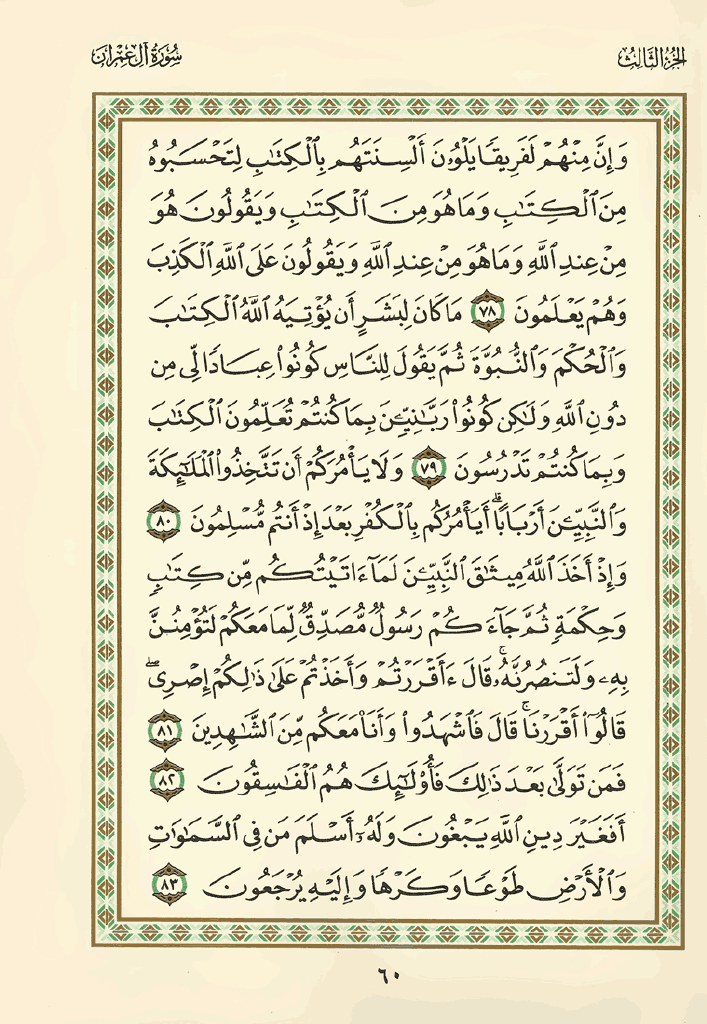 الجزء الثالث
سُورَةُ آلِ عِمْرَانَ
وَإِنَّ مِنْهُمْ لَفَرِيقًا يَلْوُۥنَ أَلْسِنَتَهُم بِٱلْكِتَٰبِ لِتَحْسَبُوهُ
مِنَ ٱلْكِتَٰبِ وَمَا هُوَ مِنَ ٱلْكِتَٰبِ وَيَقُولُونَ هُوَ
مِنْ عِندِ ٱللَّهِ وَمَا هُوَ مِنْ عِندِ ٱللَّهِ وَيَقُولُونَ عَلَى ٱللَّهِ ٱلْكَذِبَ
وَهُمْ يَعْلَمُونَ ٧٨ مَا كَانَ لِبَشَرٍ أَن يُؤْتِيَهُ ٱللَّهُ ٱلْكِتَٰبَ
وَٱلْحُكْمَ وَٱلنُّبُوَّةَ ثُمَّ يَقُولَ لِلنَّاسِ كُونُوا۟ عِبَادًا لِّى مِن
دُونِ ٱللَّهِ وَلَٰكِن كُونُوا۟ رَبَّٰنِيِّۦنَ بِمَا كُنتُمْ تُعَلِّمُونَ ٱلْكِتَٰبَ
وَبِمَا كُنتُمْ تَدْرُسُونَ ٧٩ وَلَا يَأْمُرَكُمْ أَن تَتَّخِذُوا۟ ٱلْمَلَٰٓئِكَةَ
وَٱلنَّبِيِّۦنَ أَرْبَابًا ۗ أَيَأْمُرُكُم بِٱلْكُفْرِ بَعْدَ إِذْ أَنتُم مُّسْلِمُونَ ٨٠
وَإِذْ أَخَذَ ٱللَّهُ مِيثَٰقَ ٱلنَّبِيِّۦنَ لَمَآ ءَاتَيْتُكُم مِّن كِتَٰبٍ
وَحِكْمَةٍ ثُمَّ جَآءَكُمْ رَسُولٌ مُّصَدِّقٌ لِّمَا مَعَكُمْ لَتُؤْمِنُنَّ
بِهِۦ وَلَتَنصُرُنَّهُۥ ۚ قَالَ ءَأَقْرَرْتُمْ وَأَخَذْتُمْ عَلَىٰ ذَٰلِكُمْ إِصْرِى ۖ
قَالُوٓا۟ أَقْرَرْنَا ۚ قَالَ فَٱشْهَدُوا۟ وَأَنَا۠ مَعَكُم مِّنَ ٱلشَّٰهِدِينَ ٨١
فَمَن تَوَلَّىٰ بَعْدَ ذَٰلِكَ فَأُو۟لَٰٓئِكَ هُمُ ٱلْفَٰسِقُونَ ٨٢
أَفَغَيْرَ دِينِ ٱللَّهِ يَبْغُونَ وَلَهُۥٓ أَسْلَمَ مَن فِى ٱلسَّمَٰوَٰتِ
وَٱلْأَرْضِ طَوْعًا وَكَرْهًا وَإِلَيْهِ يُرْجَعُونَ ٨٣
٦٠